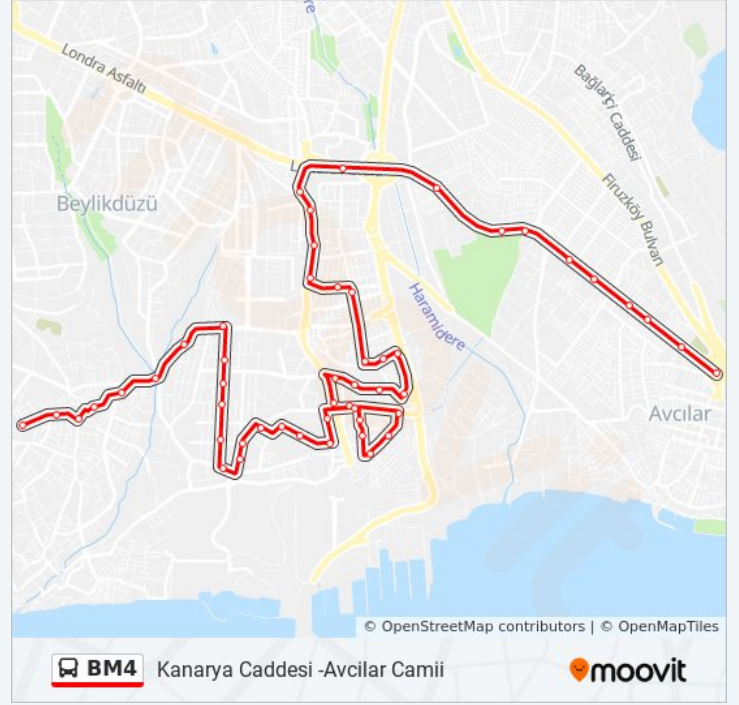 Londra Asfaltı
Bağlariçi Caddesi
Firuzköy Bulvarı
Beylikdüzü
Haramidere
Avcılar
© OpenStreetMap contributors | © OpenMapTiles
BM4 Kanarya Caddesi -Avcilar Camii
moovit